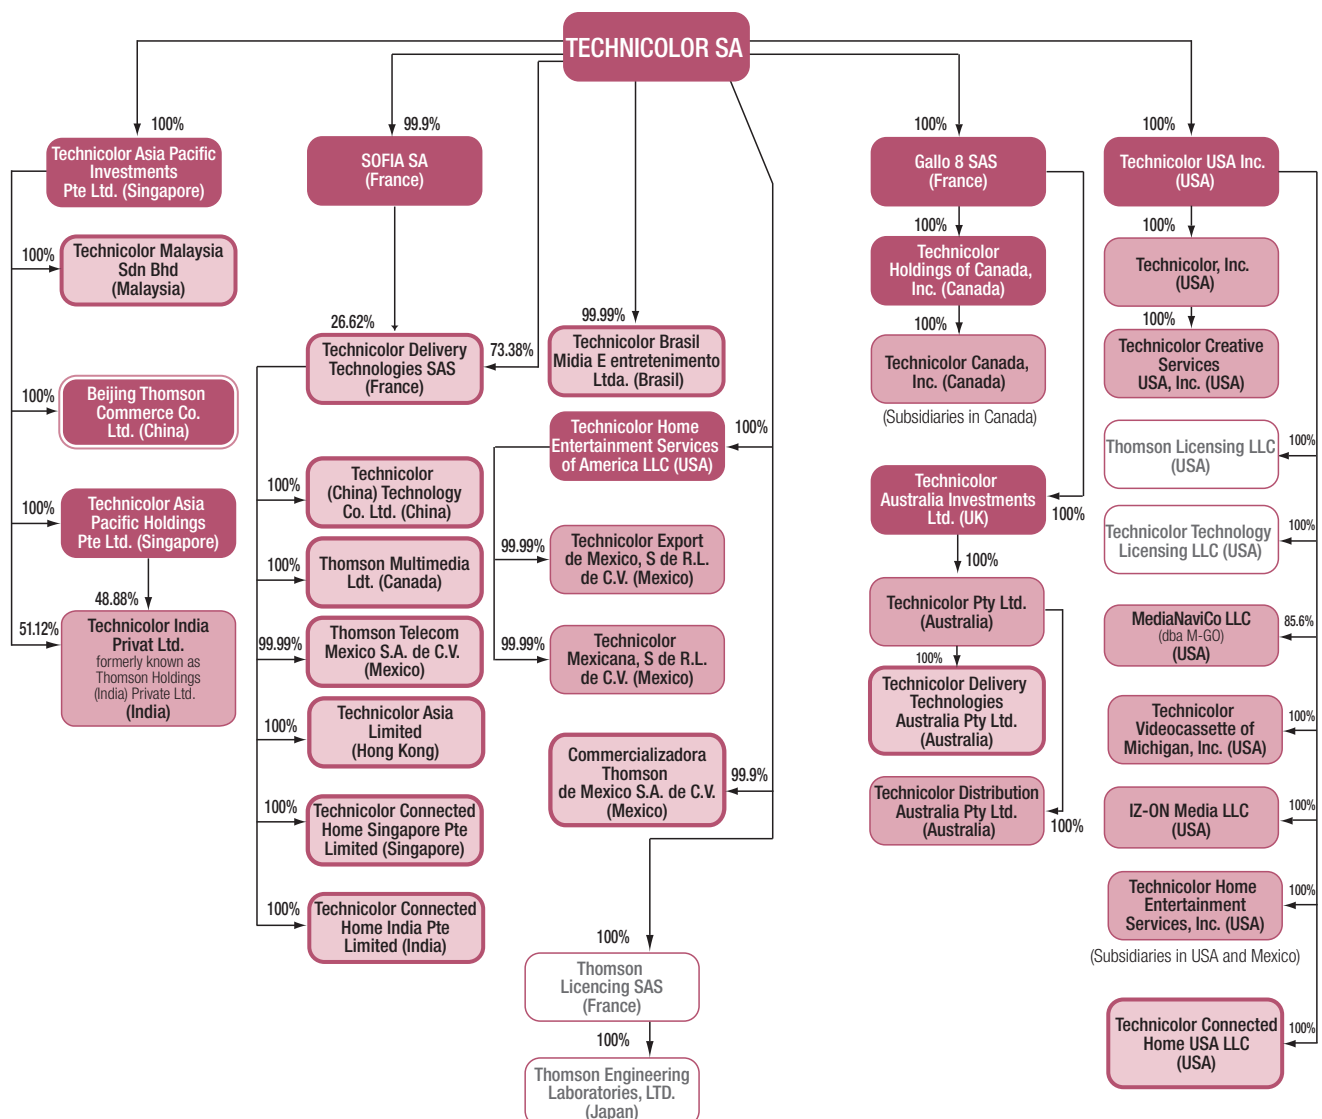 TECHNICOLOR SA
100%
Technicolor Asia Pacific
Investments
Pte Ltd. (Singapore)
100%
Technicolor Malaysia
Sdn Bhd
(Malaysia)
100%
Beijing Thomson
Commerce Co.
Ltd. (China)
100%
Technicolor Asia
Pacific Holdings
Pte Ltd. (Singapore)
48.88%
51.12%
Technicolor India
Privat Ltd.
formerly known as
Thomson Holdings
(India) Private Ltd.
(India)
99.9%
SOFIA SA
(France)
26.62%
73.38%
Technicolor Delivery
Technologies SAS
(France)
100%
Technicolor
(China) Technology
Co. Ltd. (China)
100%
Thomson Multimedia
Ldt. (Canada)
99.99%
Thomson Telecom
Mexico S.A. de C.V.
(Mexico)
100%
Technicolor Asia
Limited
(Hong Kong)
100%
Technicolor Connected
Home Singapore Pte
Limited (Singapore)
100%
Technicolor Connected
Home India Pte
Limited (India)
99.99%
Technicolor Brasil
Midia E entretenimento
Ltda. (Brasil)
100%
Technicolor Home
Entertainment Services
of America LLC (USA)
99.99%
Technicolor Export
de Mexico, S de R.L.
de C.V. (Mexico)
99.99%
Technicolor
Mexicana, S de R.L.
de C.V. (Mexico)
99.9%
Commercializadora
Thomson
de Mexico S.A. de C.V.
(Mexico)
100%
Thomson
Licencing SAS
(France)
100%
Thomson Engineering
Laboratories, LTD.
(Japan)
100%
Gallo 8 SAS
(France)
100%
Technicolor
Holdings of Canada,
Inc. (Canada)
100%
Technicolor Canada,
Inc. (Canada)
(Subsidiaries in Canada)
100%
Technicolor
Australia Investments
Ltd. (UK)
100%
Technicolor Pty Ltd.
(Australia)
100%
Technicolor Delivery
Technologies
Australia Pty Ltd.
(Australia)
100%
Technicolor Distribution
Australia Pty Ltd.
(Australia)
100%
Technicolor USA Inc.
(USA)
100%
Technicolor, Inc.
(USA)
100%
Technicolor Creative
Services
USA, Inc. (USA)
100%
Thomson Licensing LLC
(USA)
100%
Technicolor Technology
Licensing LLC (USA)
85.6%
MediaNaviCo LLC
(dba M-GO)
(USA)
100%
Technicolor
Videocassette of
Michigan, Inc. (USA)
100%
IZ-ON Media LLC
(USA)
100%
Technicolor Home
Entertainment
Services, Inc. (USA)
(Subsidiaries in USA and Mexico)
100%
Technicolor Connected
Home USA LLC
(USA)